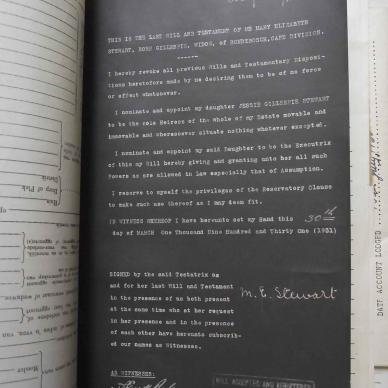 THIS IS THE LAST WILL AND TESTAMENT OF ME MARY ELIZABETH
STEWART, BORN GILLESPIE, WIDOW, of RONDEBOSCH, CAPE DIVISION.
I hereby revoke all previous Wills and Testamentary Disposi-
tions heretofore made by me desiring them to be of no force
or effect whatsoever.
I nominate and appoint my daughter JESSIE GILLESPIE STEWART
to be the sole Heiress of the whole of my Estate movable and
immovable and wheresoever situate nothing whatever excepted.
I nominate and appoint my said Daughter to be the Executrix
of this my Will hereby giving and granting unto her all such
Powers as are allowed in Law especially that of Assumption.
I reserve to myself the privileges of the Reservatory Clause
to make such use thereof as I may deem fit.
IN WITNESS WHEREOF I have hereunto set my Hand this 30th
day of MARCH One Thousand Nine Hundred and Thirty One (1931)
SIGNED by the said Testatrix as
and for her last Will and Testament
in the presence of us both present
at the same time who at her request
in her presence and in the presence
of each other have hereunto subscrib-
ed our names as Witnesses.
M. E. Stewart
AS WITNESSES:
WILL ACCEPTED AND REGISTERED
DATE ACCOUNT LODGED